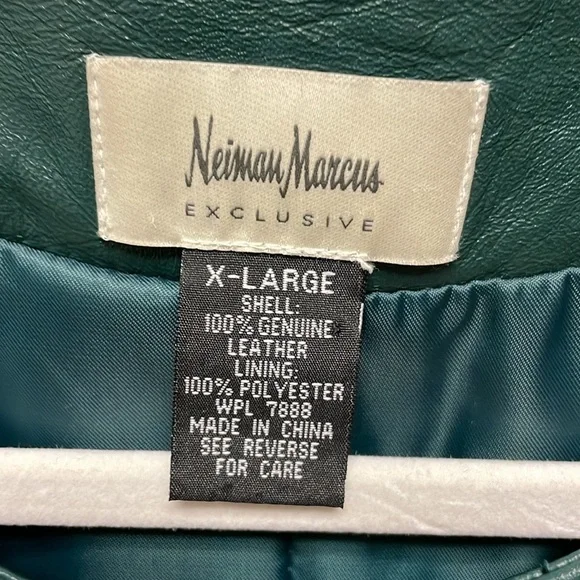 Neiman Marcus
EXCLUSIVE
X-LARGE
SHELL:
100% GENUINE
LEATHER
LINING:
100% POLYESTER
WPL 7888
MADE IN CHINA
SEE REVERSE
FOR CARE